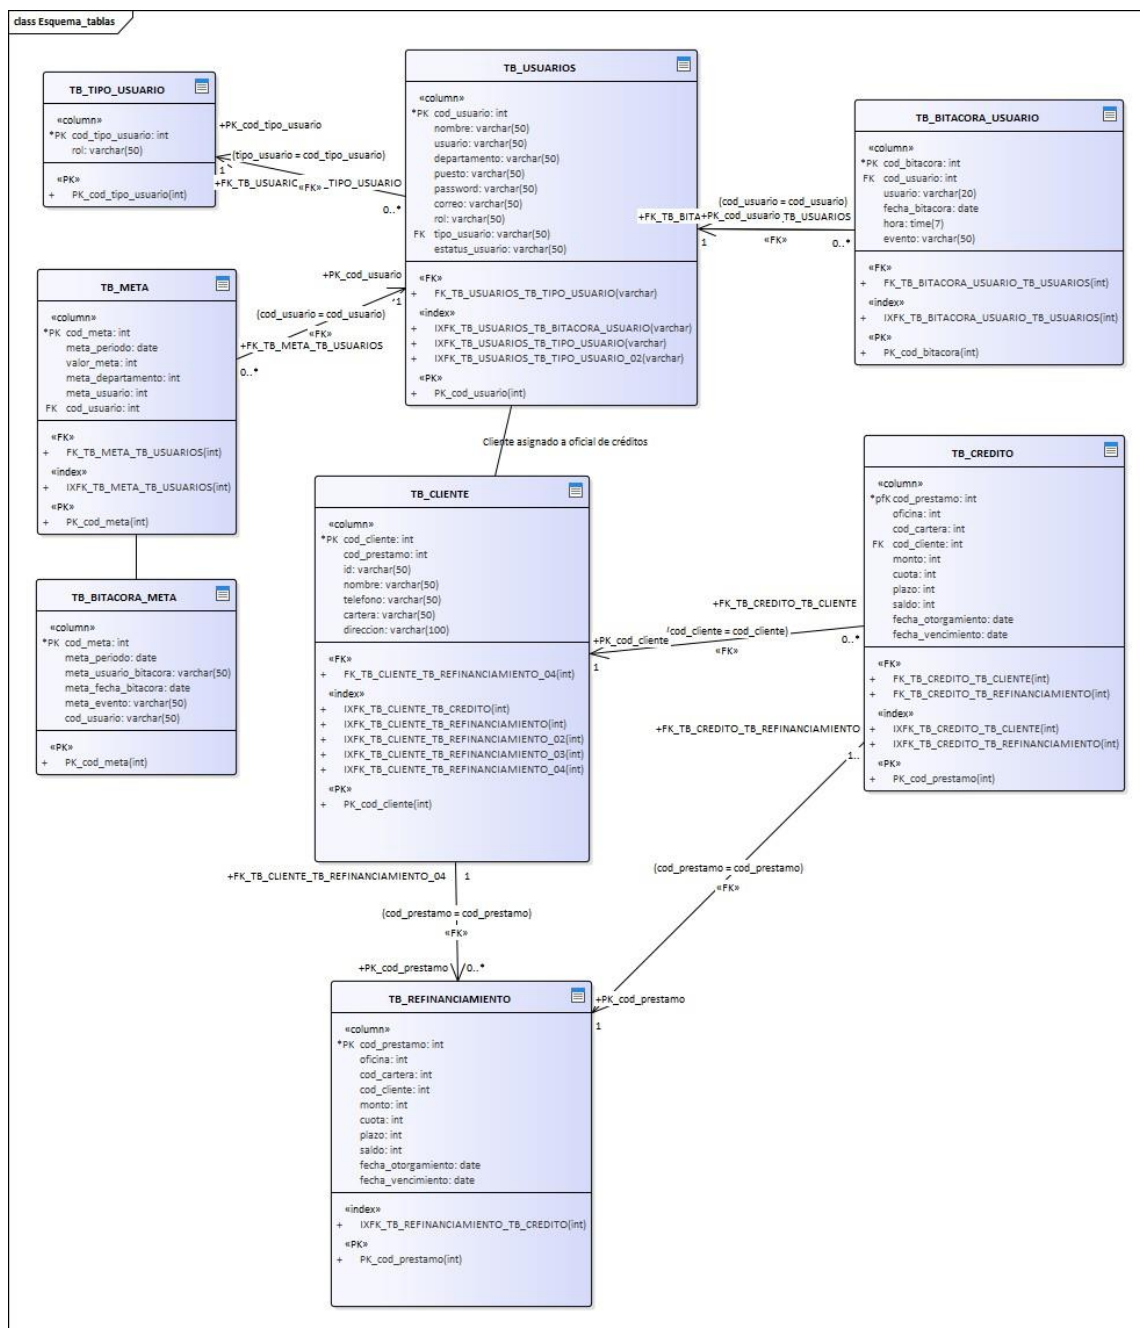 class Esquema_tablas
TB_TIPO_USUARIO
«column»
*PK cod_tipo_usuario: int
rol: varchar(50)
«PK»
+ PK_cod_tipo_usuario(int)
+PK_cod_tipo_usuario
(tipo_usuario = cod_tipo_usuario)
1
+FK_TB_USUARIO
«FK»
_TIPO_USUARIO
0..*
TB_USUARIOS
«column»
*PK cod_usuario: int
nombre: varchar(50)
usuario: varchar(50)
departamento: varchar(50)
puesto: varchar(50)
password: varchar(50)
correo: varchar(50)
rol: varchar(50)
FK tipo_usuario: varchar(50)
estatus_usuario: varchar(50)
«FK»
+ FK_TB_USUARIOS_TB_TIPO_USUARIO(varchar)
«index»
+ IXFK_TB_USUARIOS_TB_BITACORA_USUARIO(varchar)
+ IXFK_TB_USUARIOS_TB_TIPO_USUARIO(varchar)
+ IXFK_TB_USUARIOS_TB_TIPO_USUARIO_02(varchar)
«PK»
+ PK_cod_usuario(int)
TB_BITACORA_USUARIO
«column»
*PK cod_bitacora: int
FK cod_usuario: int
usuario: varchar(20)
fecha_bitacora: date
hora: time(7)
evento: varchar(50)
«FK»
+ FK_TB_BITACORA_USUARIO_TB_USUARIOS(int)
«index»
+ IXFK_TB_BITACORA_USUARIO_TB_USUARIOS(int)
«PK»
+ PK_cod_bitacora(int)
(cod_usuario = cod_usuario)
+FK_TB_BITA
+PK_cod_usuario
TB_USUARIOS
1
«FK»
0..*
TB_META
«column»
*PK cod_meta: int
meta_periodo: date
valor_meta: int
meta_departamento: int
meta_usuario: int
FK cod_usuario: int
«FK»
+ FK_TB_META_TB_USUARIOS(int)
«index»
+ IXFK_TB_META_TB_USUARIOS(int)
«PK»
+ PK_cod_meta(int)
+PK_cod_usuario
1
(cod_usuario = cod_usuario)
«FK»
+FK_TB_META_TB_USUARIOS
0..*
TB_BITACORA_META
«column»
*PK cod_meta: int
meta_periodo: date
meta_usuario_bitacora: varchar(50)
meta_fecha_bitacora: date
meta_evento: varchar(50)
cod_usuario: varchar(50)
«PK»
+ PK_cod_meta(int)
Cliente asignado a oficial de créditos
TB_CLIENTE
«column»
*PK cod_cliente: int
cod_prestamo: int
id: varchar(50)
nombre: varchar(50)
telefono: varchar(50)
cartera: varchar(50)
direccion: varchar(100)
«FK»
+ FK_TB_CLIENTE_TB_REFINANCIAMIENTO_04(int)
«index»
+ IXFK_TB_CLIENTE_TB_CREDITO(int)
+ IXFK_TB_CLIENTE_TB_REFINANCIAMIENTO(int)
+ IXFK_TB_CLIENTE_TB_REFINANCIAMIENTO_02(int)
+ IXFK_TB_CLIENTE_TB_REFINANCIAMIENTO_03(int)
+ IXFK_TB_CLIENTE_TB_REFINANCIAMIENTO_04(int)
«PK»
+ PK_cod_cliente(int)
TB_CREDITO
«column»
*pfK cod_prestamo: int
oficina: int
cod_cartera: int
FK cod_cliente: int
monto: int
cuota: int
plazo: int
saldo: int
fecha_otorgamiento: date
fecha_vencimiento: date
«FK»
+ FK_TB_CREDITO_TB_CLIENTE(int)
+ FK_TB_CREDITO_TB_REFINANCIAMIENTO(int)
«index»
+ IXFK_TB_CREDITO_TB_CLIENTE(int)
+ IXFK_TB_CREDITO_TB_REFINANCIAMIENTO(int)
«PK»
+ PK_cod_prestamo(int)
+FK_TB_CREDITO_TB_CLIENTE
+PK_cod_cliente
(cod_cliente = cod_cliente)
0..*
1
«FK»
+FK_TB_CREDITO_TB_REFINANCIAMIENTO
1..
(cod_prestamo = cod_prestamo)
«FK»
+PK_cod_prestamo
1
+FK_TB_CLIENTE_TB_REFINANCIAMIENTO_04
1
(cod_prestamo = cod_prestamo)
«FK»
+PK_cod_prestamo
0..*
TB_REFINANCIAMIENTO
«column»
*PK cod_prestamo: int
oficina: int
cod_cartera: int
cod_cliente: int
monto: int
cuota: int
plazo: int
saldo: int
fecha_otorgamiento: date
fecha_vencimiento: date
«index»
+ IXFK_TB_REFINANCIAMIENTO_TB_CREDITO(int)
«PK»
+ PK_cod_prestamo(int)